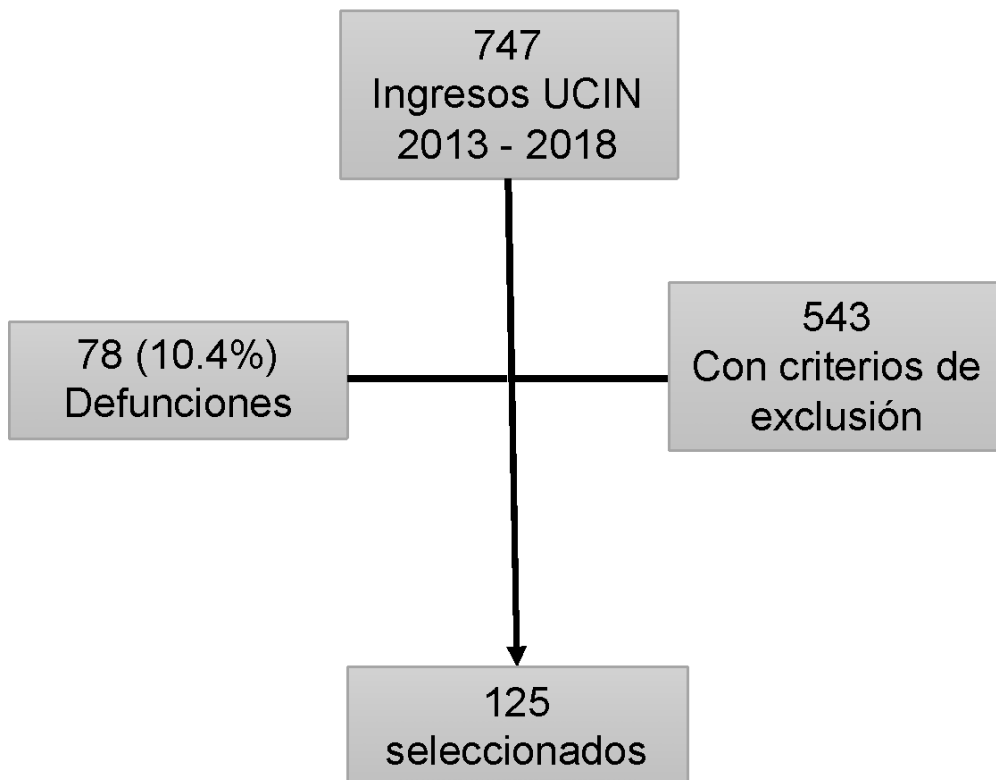 747
Ingresos UCIN
2013 - 2018
78 (10.4%)
Defunciones
543
Con criterios de
exclusión
125
seleccionados